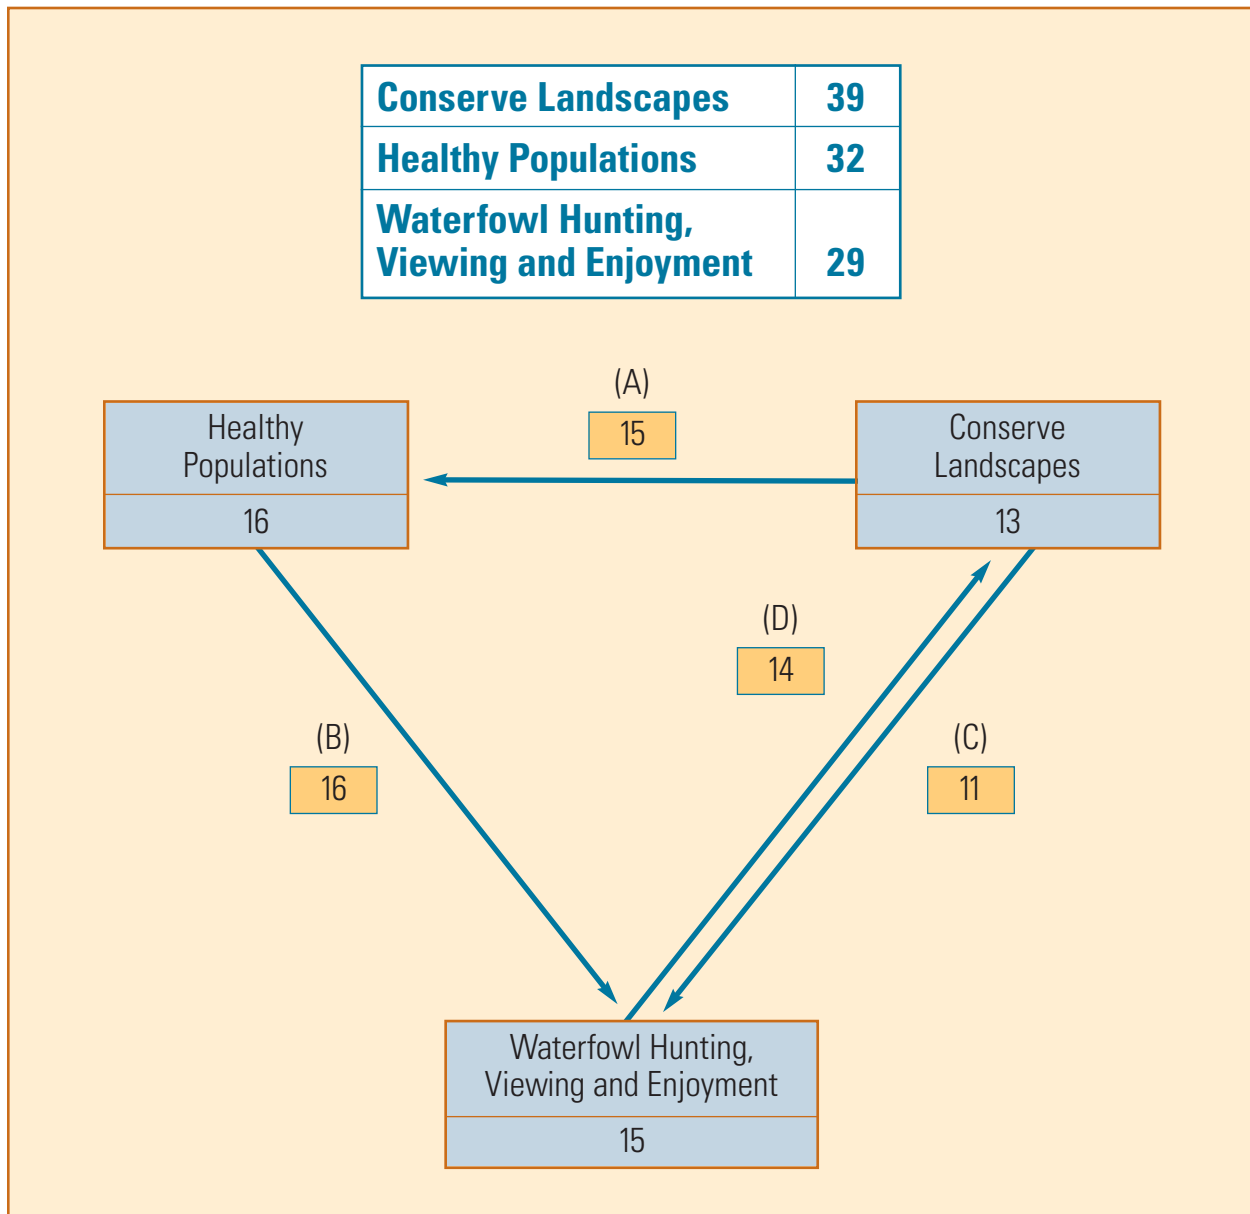 Conserve Landscapes 39
Healthy Populations 32
Waterfowl Hunting,
Viewing and Enjoyment 29
(A)
15
Healthy
Populations
16
Conserve
Landscapes
13
(D)
14
(B)
16
(C)
11
Waterfowl Hunting,
Viewing and Enjoyment
15